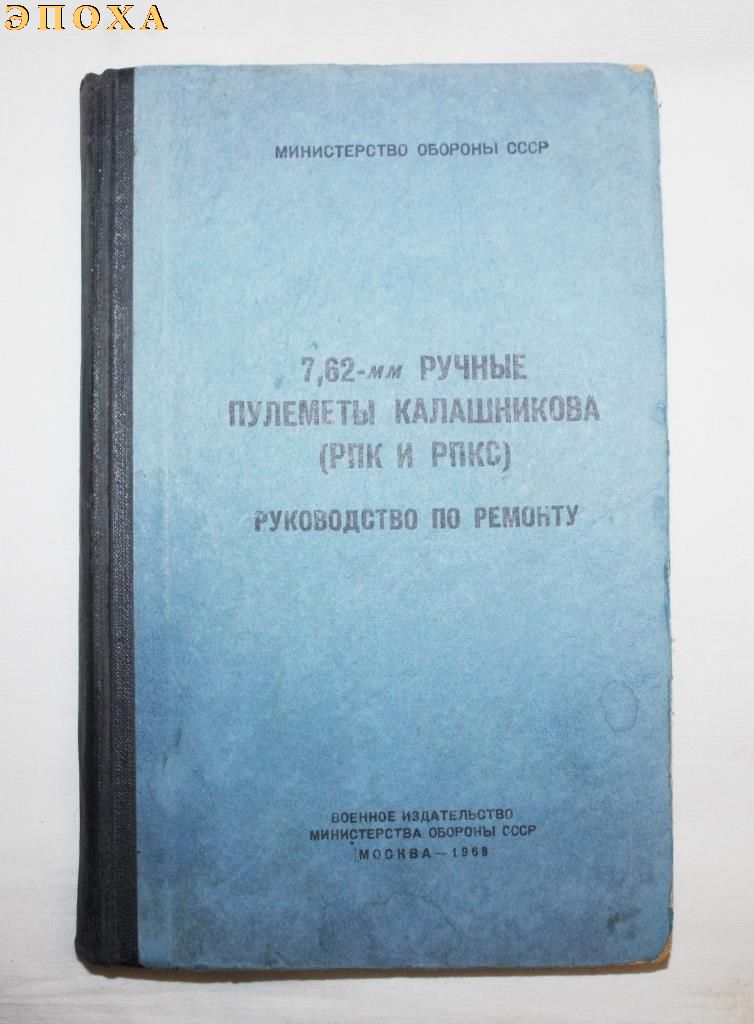 ЭПОХА
МИНИСТЕРСТВО ОБОРОНЫ СССР
7,62-мм РУЧНЫЕ
ПУЛЕМЕТЫ КАЛАШНИКОВА
(РПК И РПКС)
РУКОВОДСТВО ПО РЕМОНТУ
ВОЕННОЕ ИЗДАТЕЛЬСТВО
МИНИСТЕРСТВА ОБОРОНЫ СССР
МОСКВА—1968